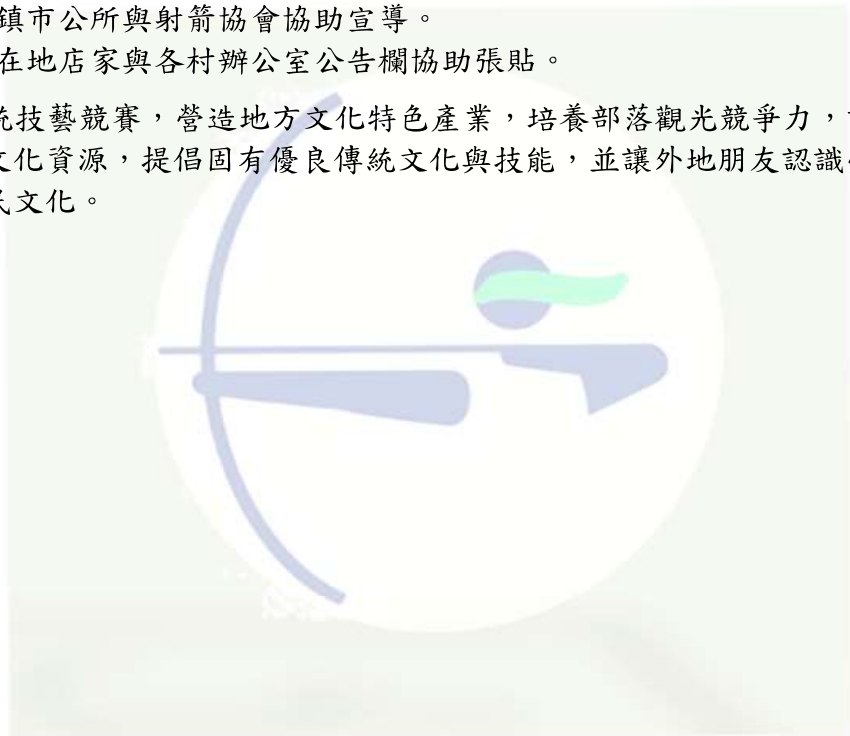 鎮市公所與射箭協會協助宣導。
在地店家與各村辦公室公告欄協助張貼。
技藝競賽，營造地方文化特色產業，培養部落觀光競爭力，
文化資源，提倡固有優良傳統文化與技能，並讓外地朋友認識
文化。